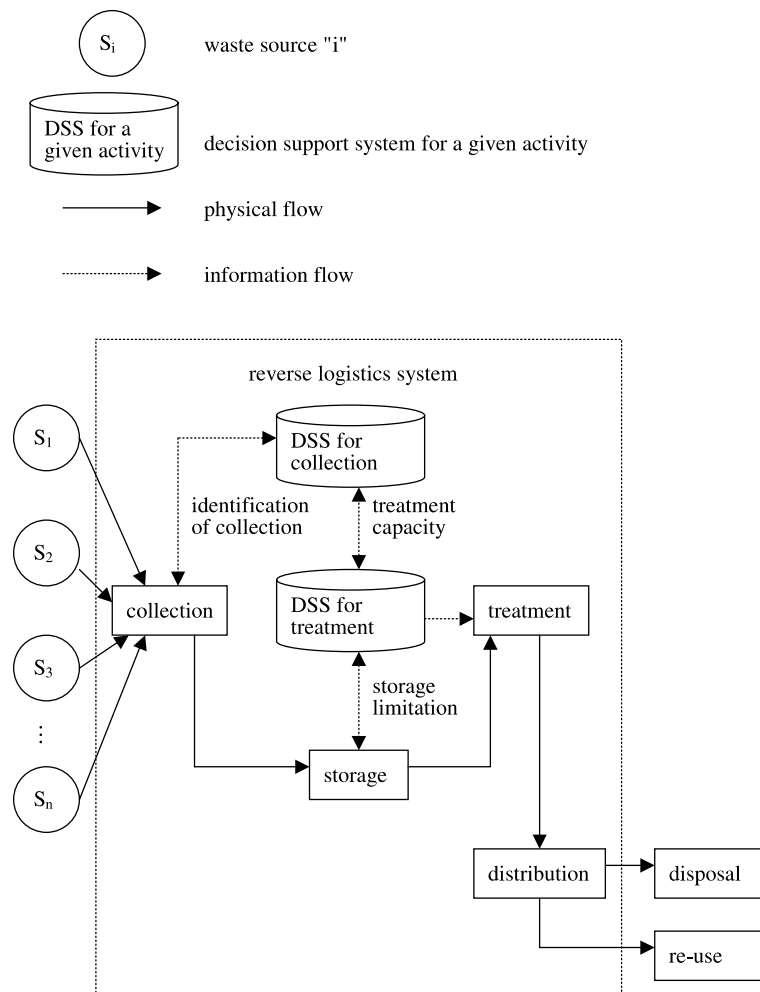 Si
waste source "i"
DSS for a
given activity
decision support system for a given activity
physical flow
information flow
reverse logistics system
S1
DSS for
collection
identification
of collection
treatment
capacity
S2
collection
DSS for
treatment
treatment
S3
storage
limitation
⋮
storage
Sn
distribution
disposal
re-use